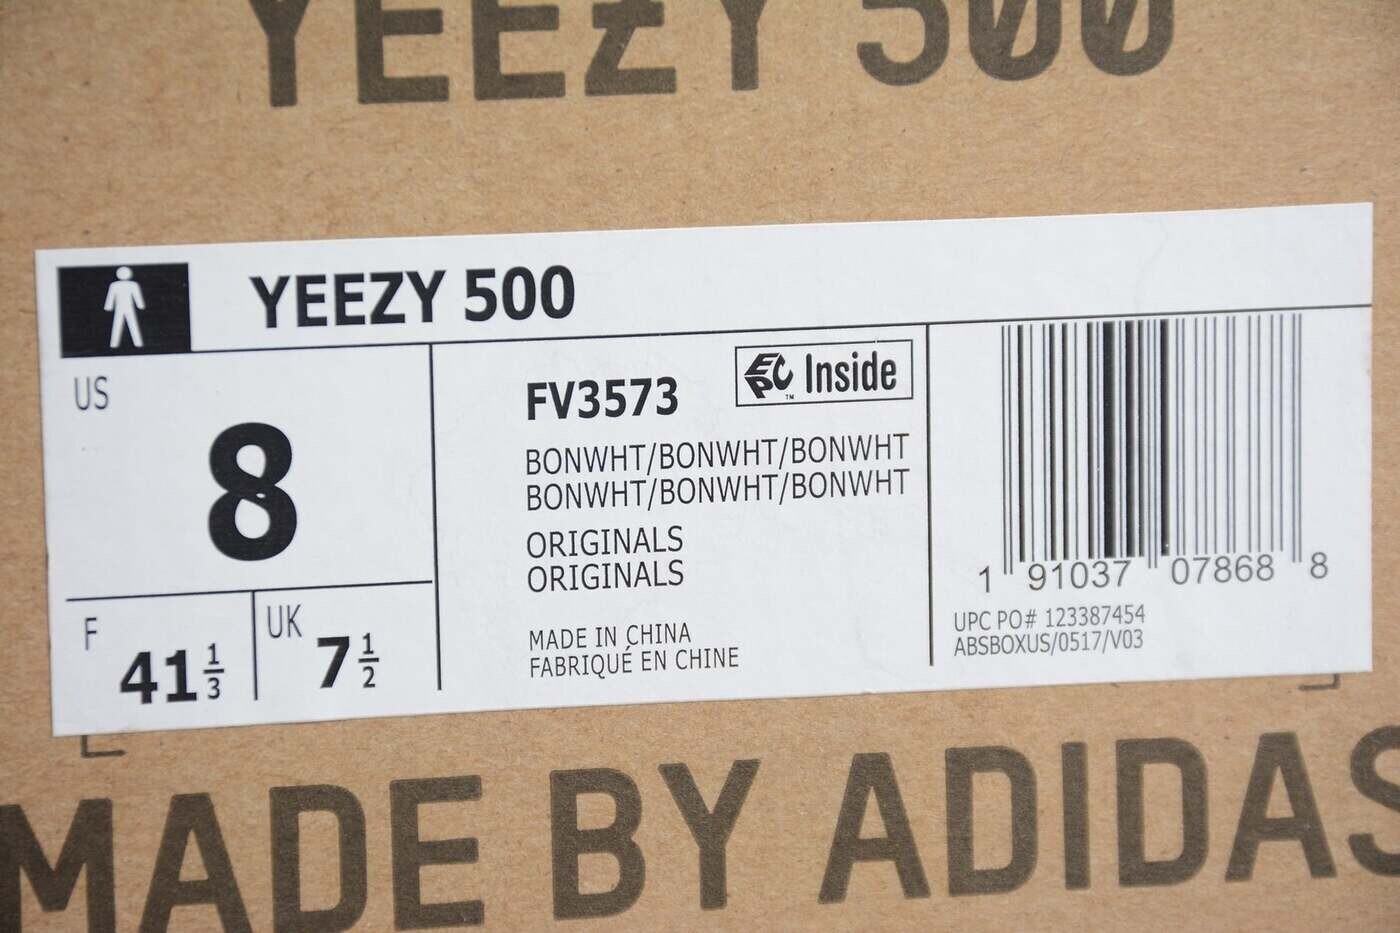 YEEZY 500
YEEZY 500
US
8
F
41 1/3
UK
7 1/2
FV3573
EPC Inside
TM
BONWHT/BONWHT/BONWHT
BONWHT/BONWHT/BONWHT
ORIGINALS
ORIGINALS
MADE IN CHINA
FABRIQUÉ EN CHINE
1 91037 07868 8
UPC PO# 123387454
ABSBOXUS/0517/V03
MADE BY ADIDAS